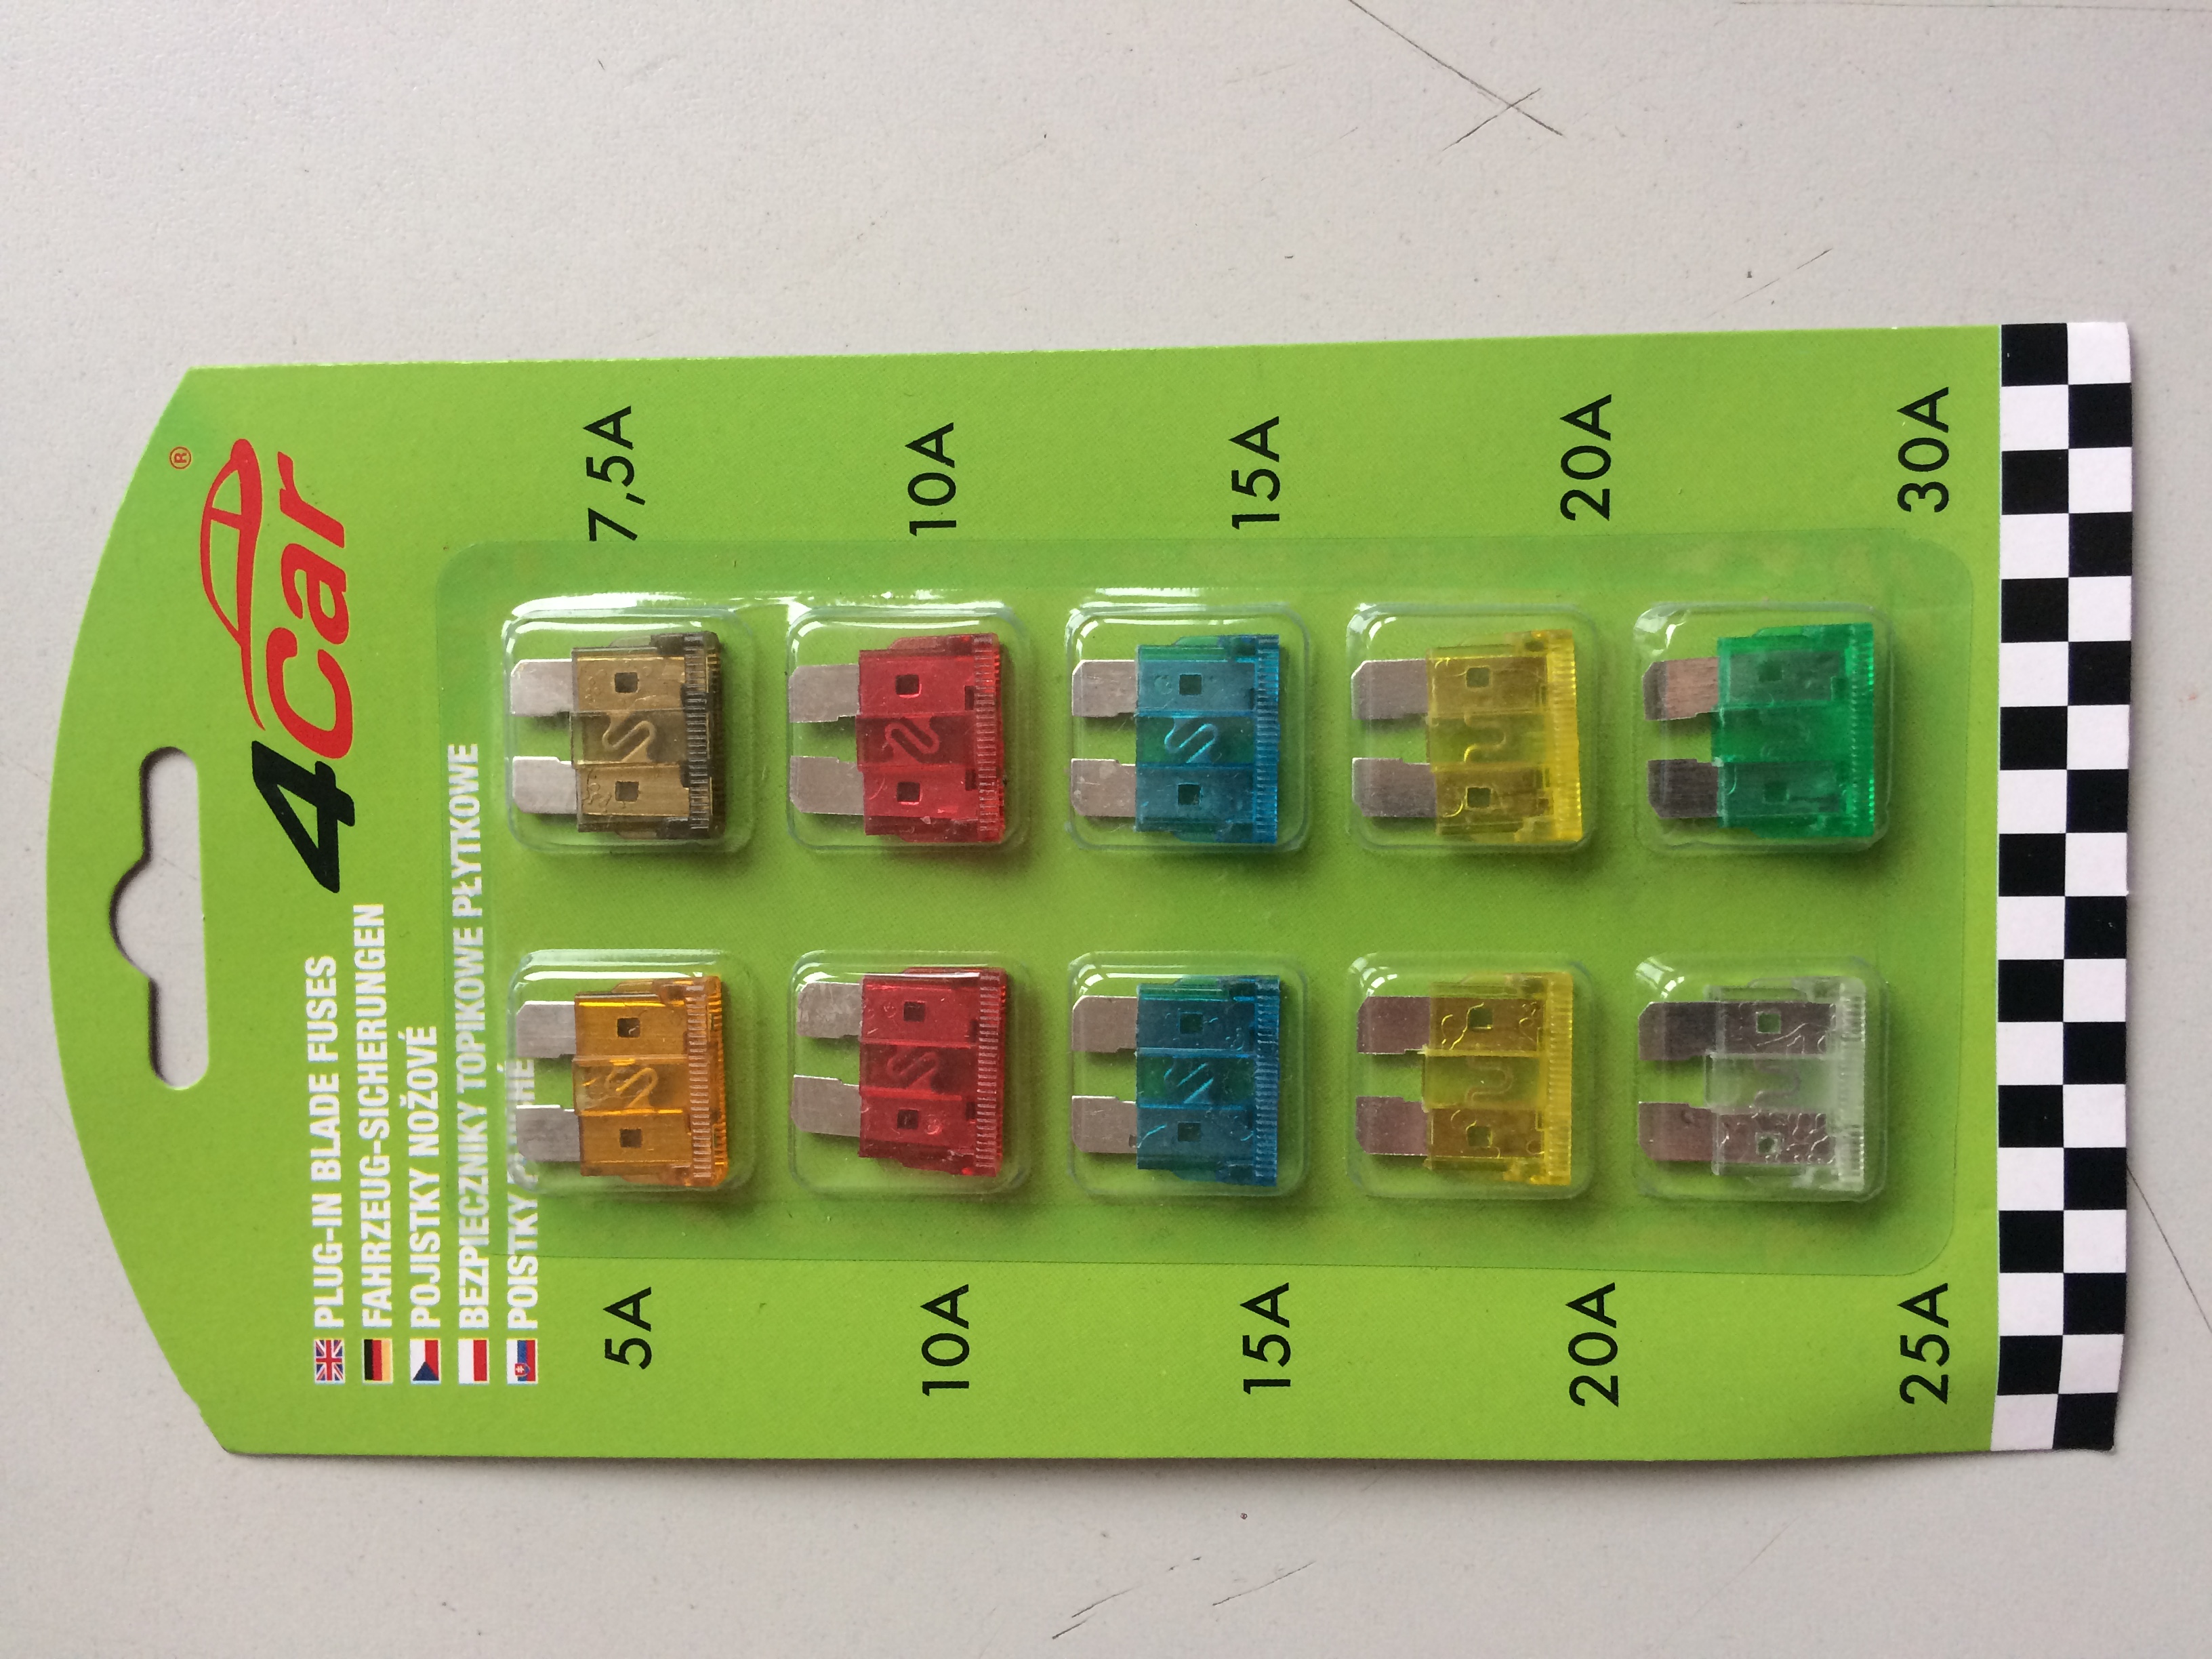 4Car®
PLUG-IN BLADE FUSES
FAHRZEUG-SICHERUNGEN
POJISTKY NOŽOVÉ
BEZPIECZNIKY TOPIKOWE PŁYTKOWE
POISTKY
5A 7,5A
10A 10A
15A 15A
20A 20A
25A 30A